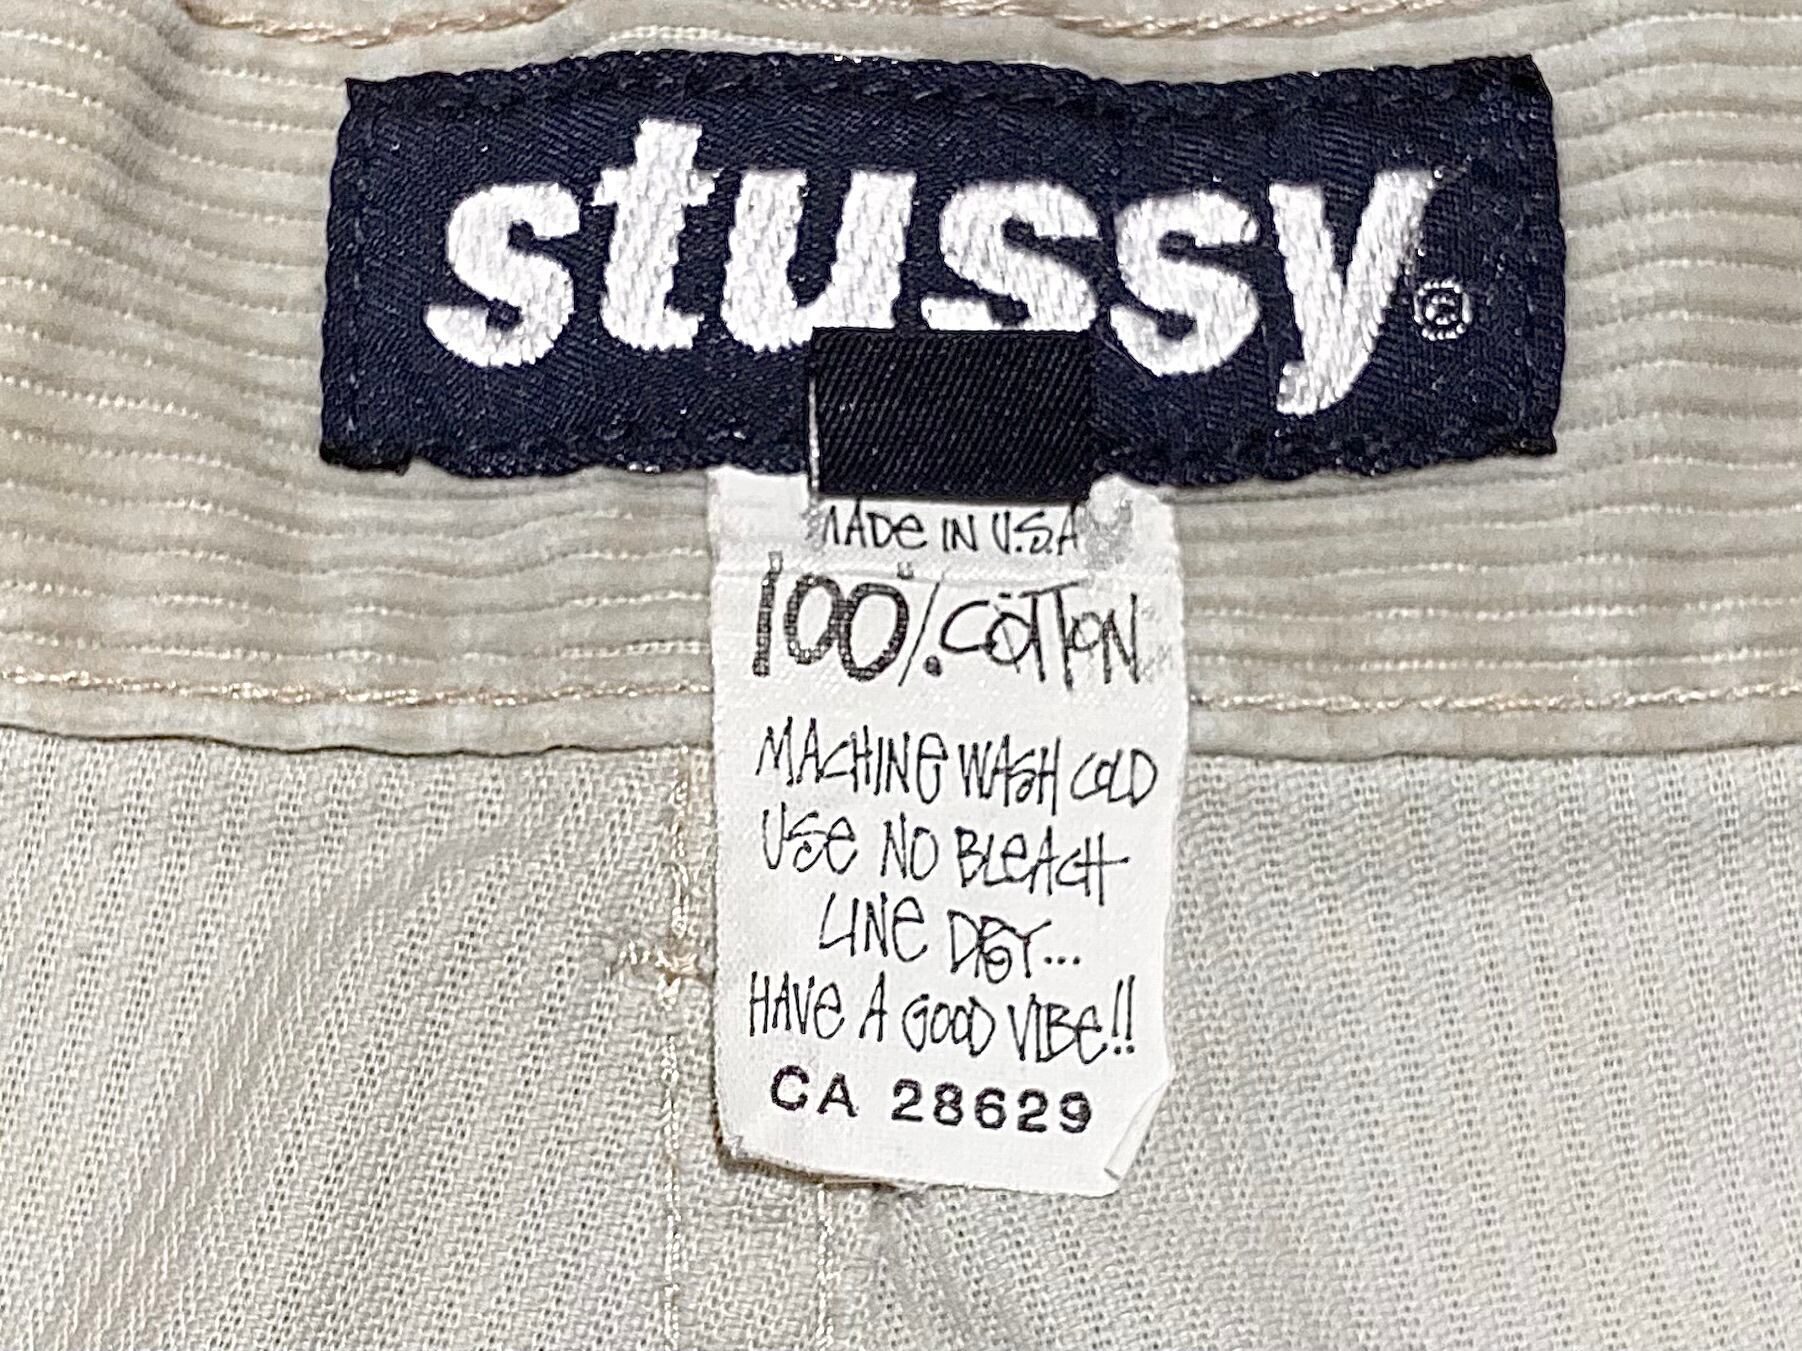 stussy®
MADE IN U.S.A
100%.COTTON
MACHINE WASH COLD
USE NO BLEACH
LINE DRY...
HAVE A GOOD VIBE!!
CA 28629